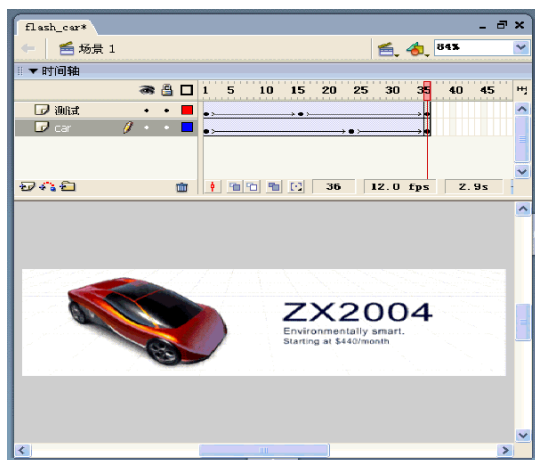 flash_car*
场景 1
84%
时间轴
1 5 10 15 20 25 30 35 40 45
测试
car
36 12.0 fps 2.9s
ZX2004
Environmentally smart.
Starting at $440/month